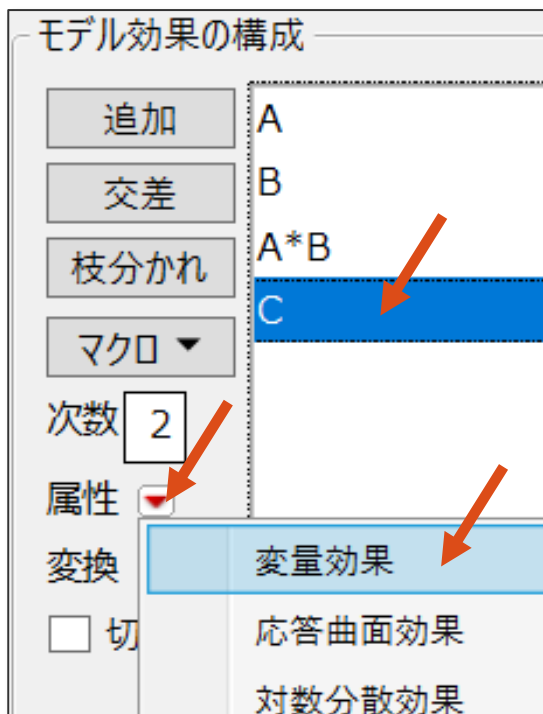 モデル効果の構成
追加
A
交差
B
枝分かれ
A*B
マクロ
C
次数 2
属性
変換
変量効果
切
応答曲面効果
対数分散効果